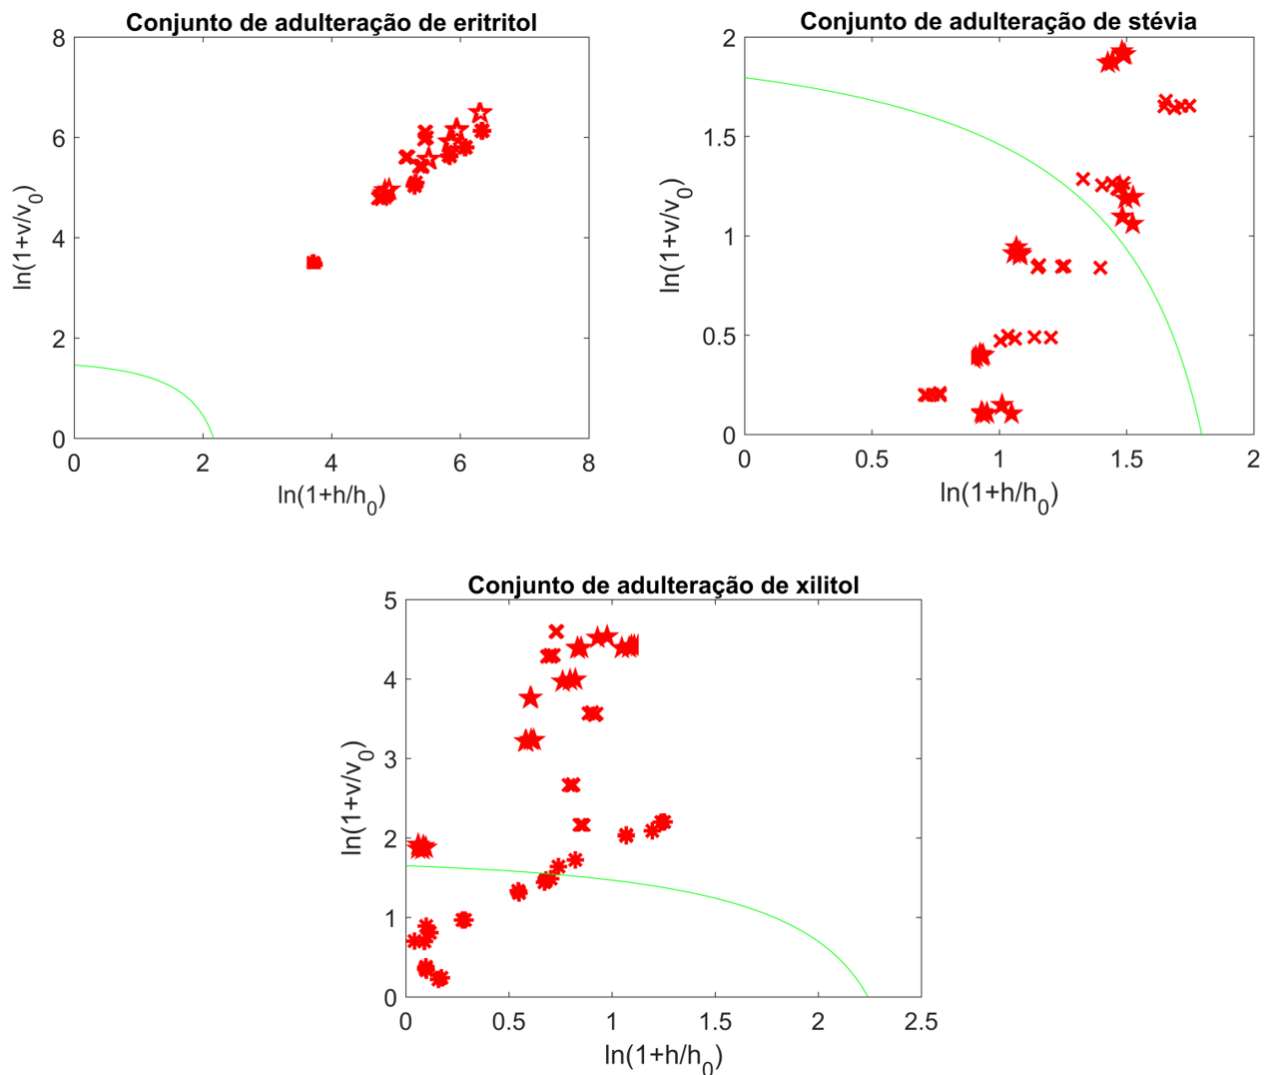 Conjunto de adulteração de eritritol
8
6
4
2
0
ln(1+v/v0)
0 2 4 6 8
ln(1+h/h0)
Conjunto de adulteração de stévia
2
1.5
1
0.5
0
ln(1+v/v0)
0 0.5 1 1.5 2
ln(1+h/h0)
Conjunto de adulteração de xilitol
5
4
3
2
1
0
ln(1+v/v0)
0 0.5 1 1.5 2 2.5
ln(1+h/h0)